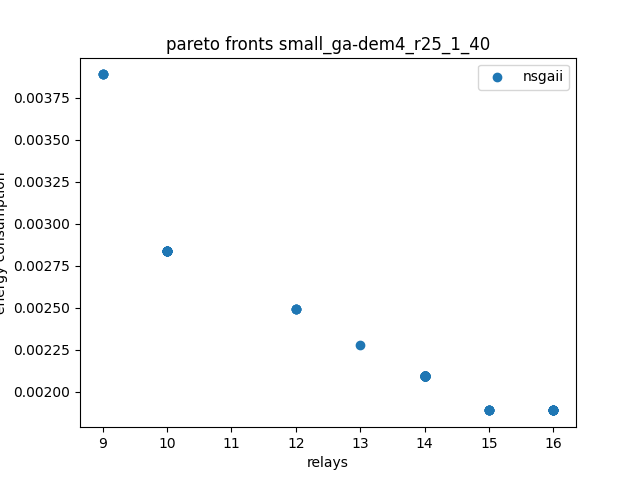 pareto fronts small_ga-dem4_r25_1_40
nsgaii
0.00375
0.00350
0.00325
0.00300
0.00275
0.00250
0.00225
0.00200
energy consumption
9 10 11 12 13 14 15 16
relays